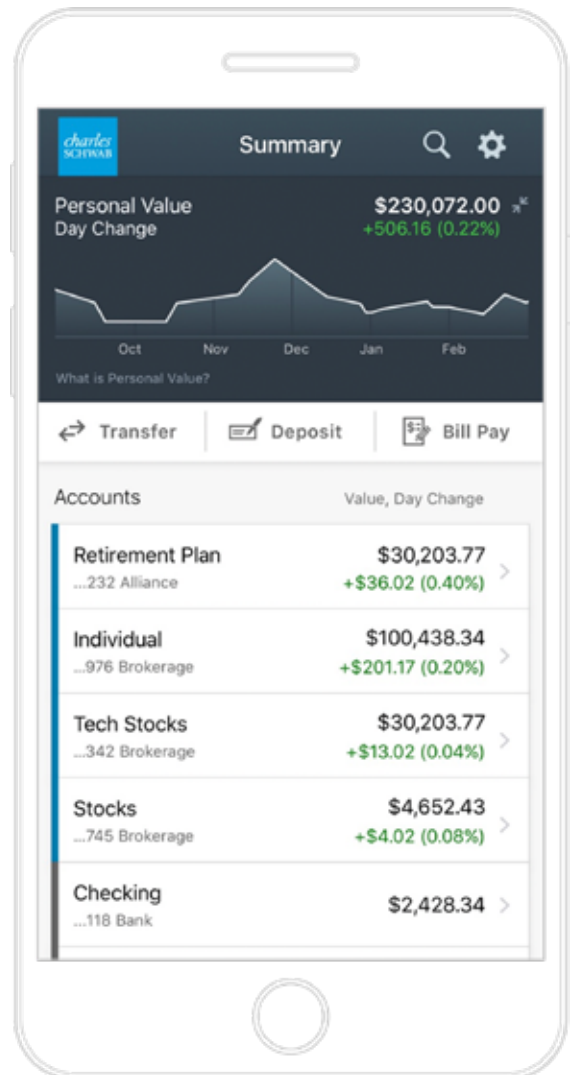 charles
SCHWAB
Summary
Personal Value $230,072.00
Day Change +506.16 (0.22%)
Oct Nov Dec Jan Feb
What is Personal Value?
Transfer Deposit Bill Pay
Accounts Value, Day Change
Retirement Plan $30,203.77
...232 Alliance +$36.02 (0.40%)
Individual $100,438.34
...976 Brokerage +$201.17 (0.20%)
Tech Stocks $30,203.77
...342 Brokerage +$13.02 (0.04%)
Stocks $4,652.43
...745 Brokerage +$4.02 (0.08%)
Checking $2,428.34
...118 Bank